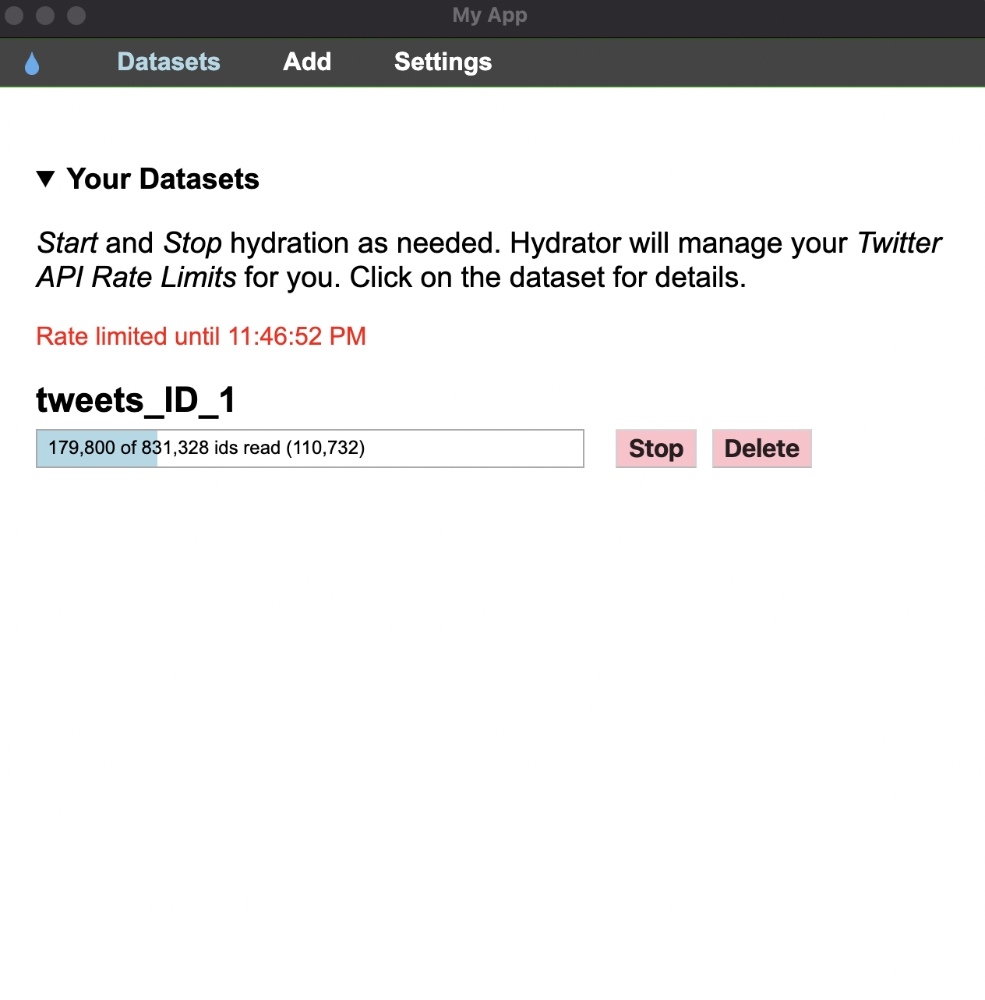 My App
Datasets Add Settings
Your Datasets
Start and Stop hydration as needed. Hydrator will manage your Twitter
API Rate Limits for you. Click on the dataset for details.
Rate limited until 11:46:52 PM
tweets_ID_1
179,800 of 831,328 ids read (110,732) Stop Delete